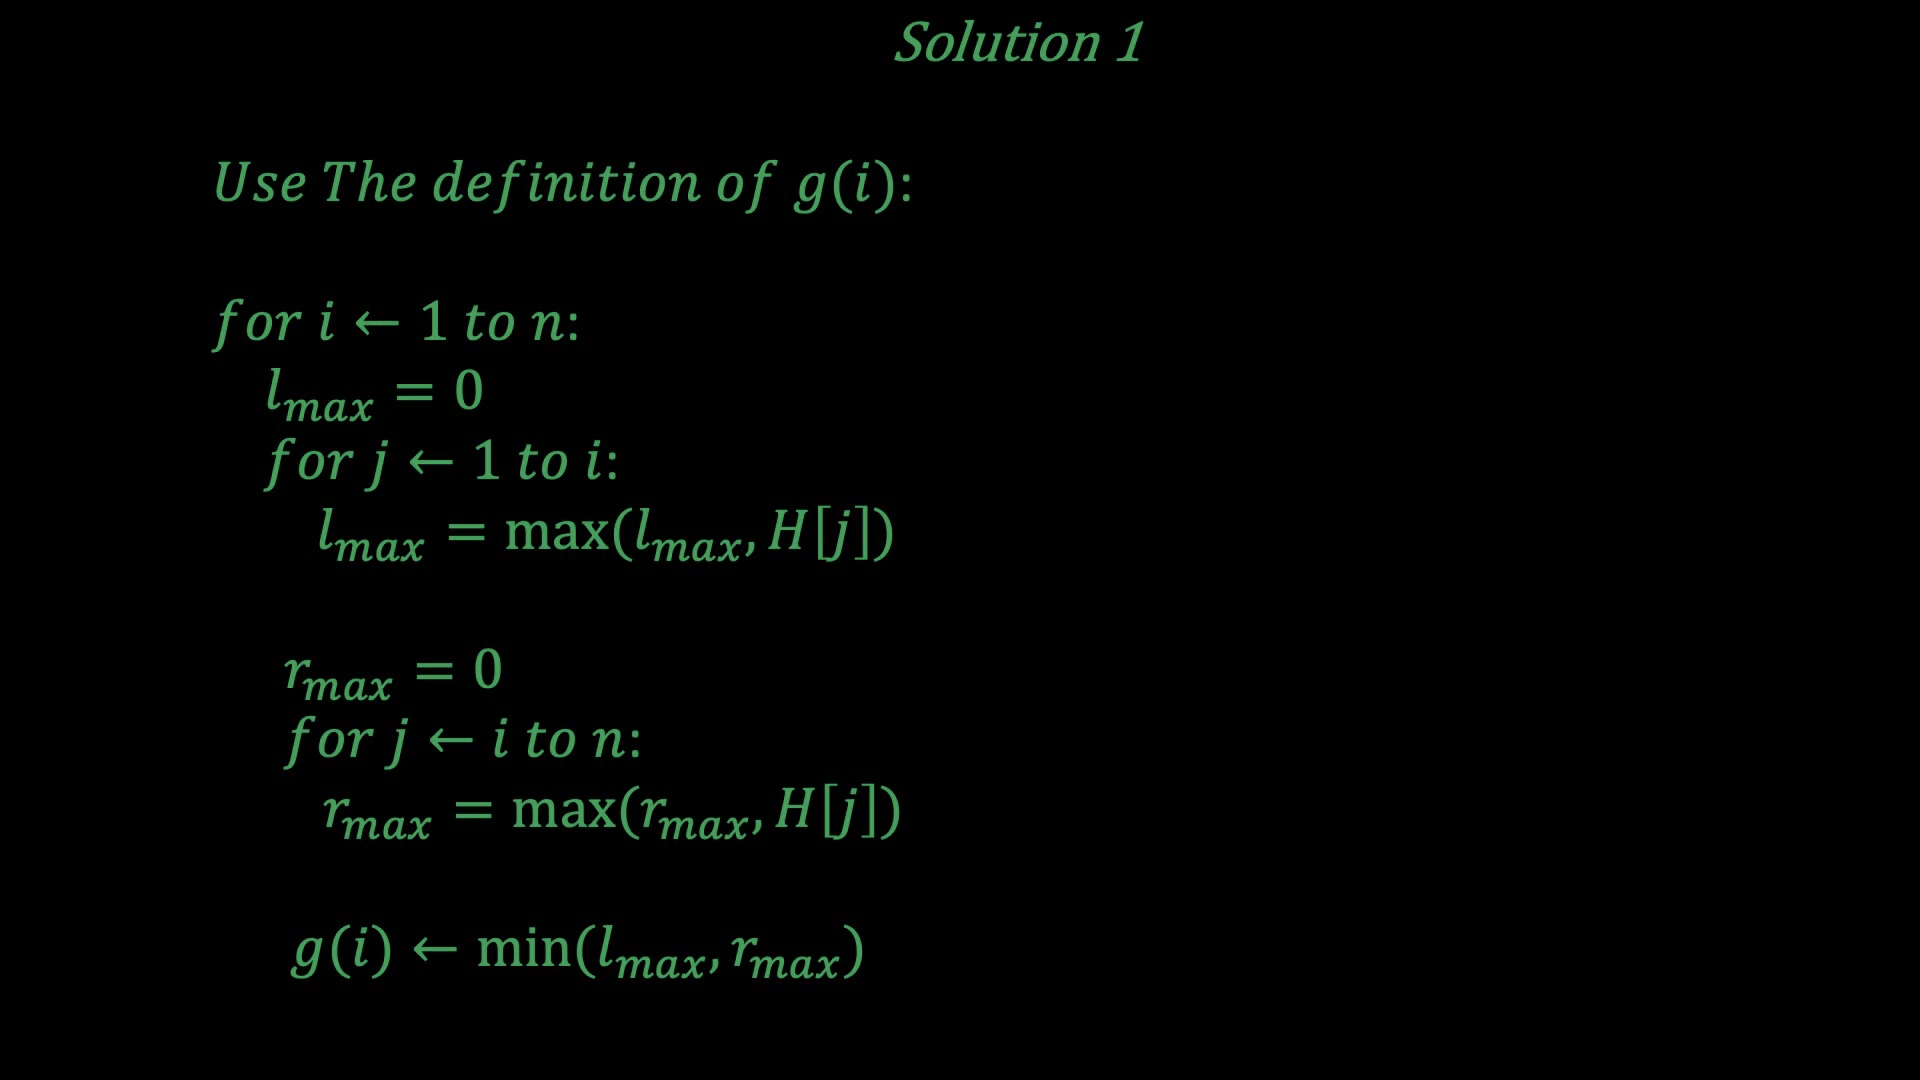 Solution 1
Use The definition of g(i):
for i ← 1 to n:
l_max = 0
for j ← 1 to i:
l_max = max(l_max, H[j])
r_max = 0
for j ← i to n:
r_max = max(r_max, H[j])
g(i) ← min(l_max, r_max)